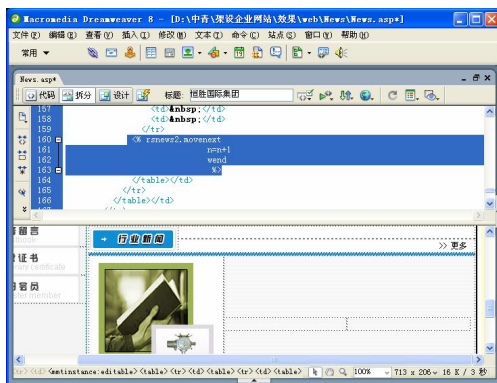 Macromedia Dreamweaver 8 - [D:\中青\架设企业网站\效果\web\News\News.asp*]
文件(F) 编辑(E) 查看(V) 插入(I) 修改(M) 文本(T) 命令(C) 站点(S) 窗口(W) 帮助(H)
常用
News.asp*
代码 拆分 设计 标题: 恒胜国际集团
157 <td>&nbsp;</td>
158 <td>&nbsp;</td>
159 </tr>
160 <% rsnews2.movenext
161 n=n+1
162 wend
163 %>
164 </table></td>
165 </tr>
166 </table></td>
留言
行业新闻
>> 更多
证书
<mmtinstance:editable> <table> <tr> <td> <table> <tr> <td> <table> 100% 713 x 206 16 K / 3 秒